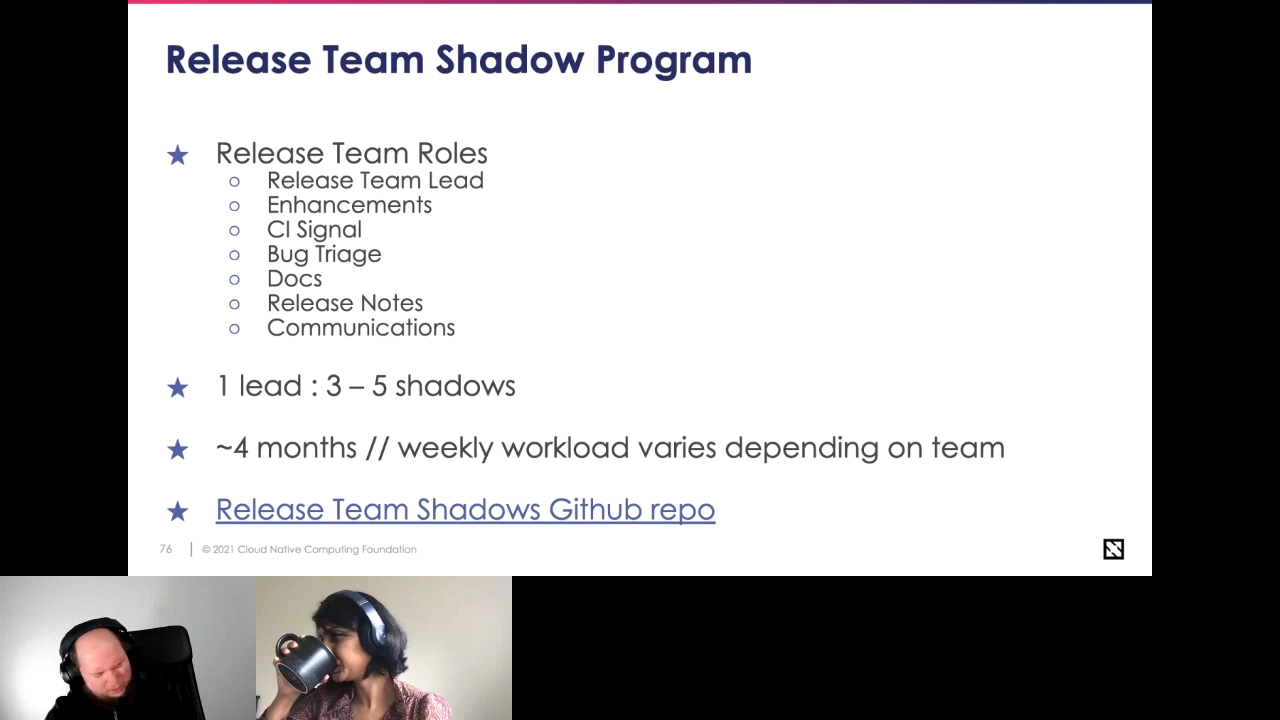 Release Team Shadow Program
★ Release Team Roles
○ Release Team Lead
○ Enhancements
○ CI Signal
○ Bug Triage
○ Docs
○ Release Notes
○ Communications
★ 1 lead : 3 – 5 shadows
★ ~4 months // weekly workload varies depending on team
★ Release Team Shadows Github repo
76 | © 2021 Cloud Native Computing Foundation